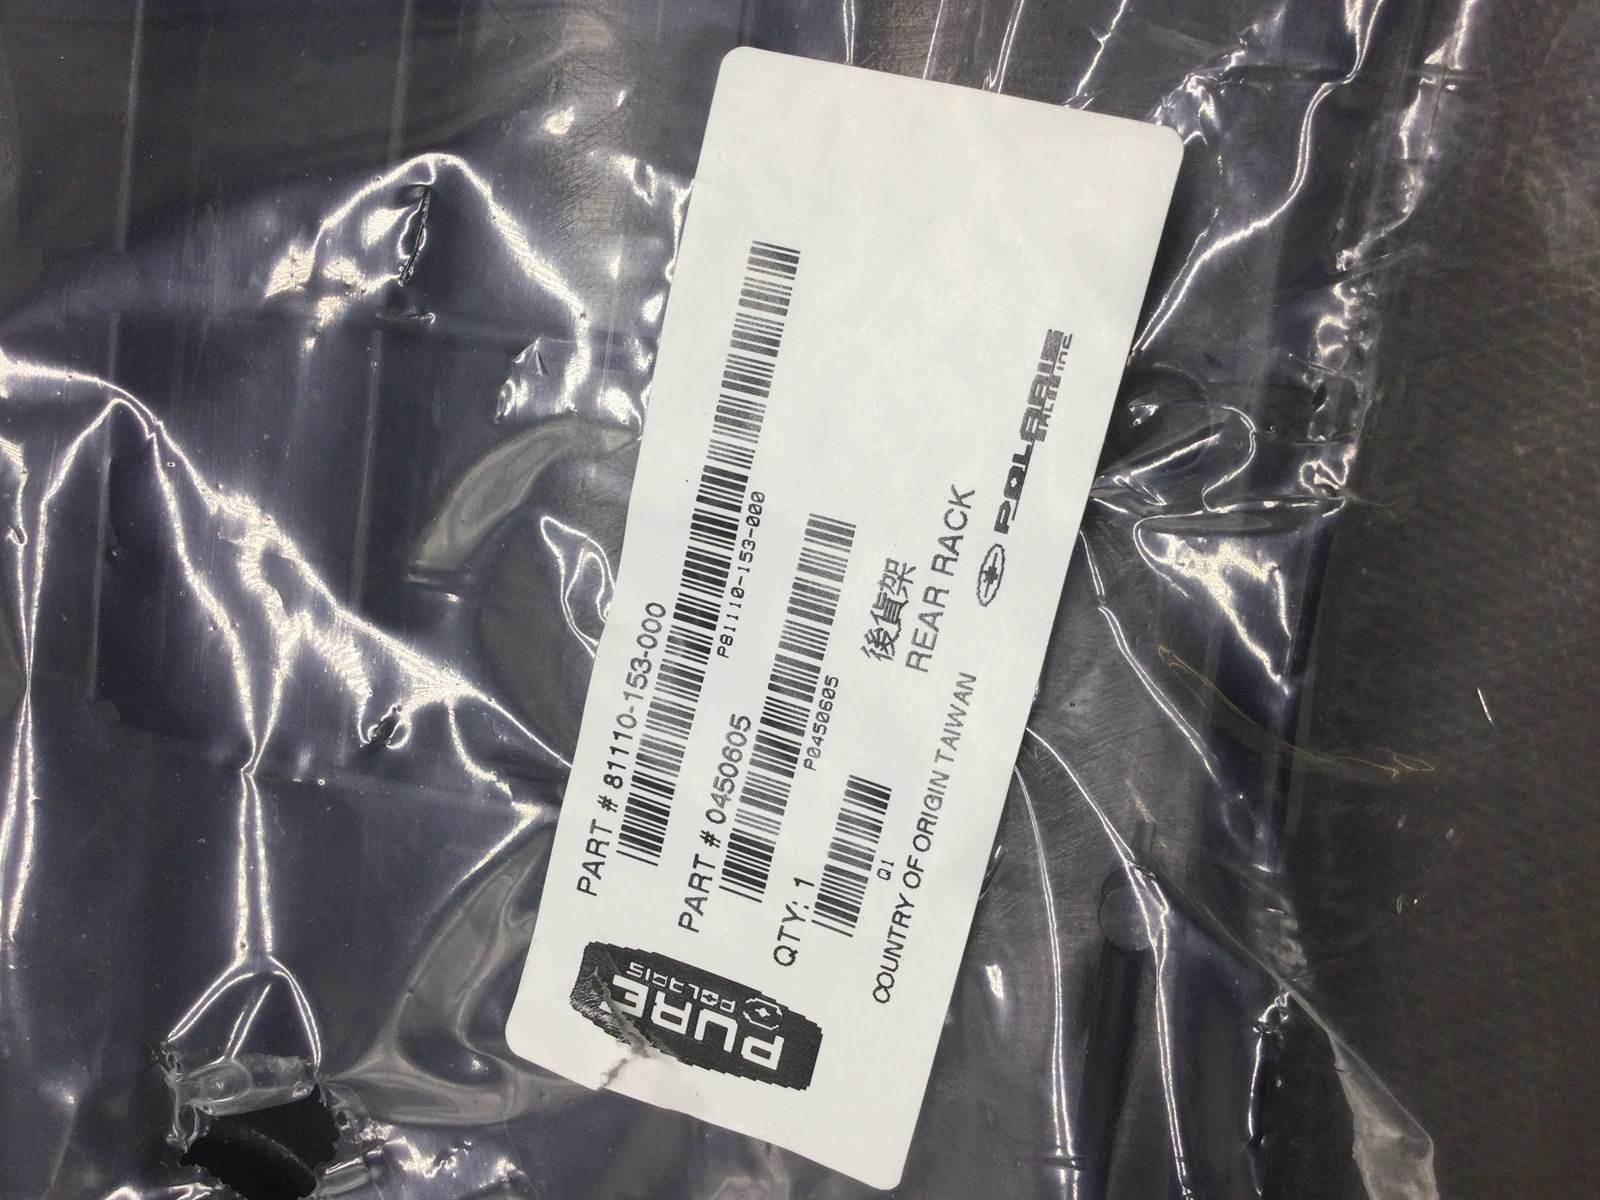 PART # 81110-153-000
P81110-153-000
PART # 0450605
P0450605
QTY: 1
Q1
後貨架
REAR RACK
COUNTRY OF ORIGIN TAIWAN
POLARIS
SALES INC
PURE
POLARIS